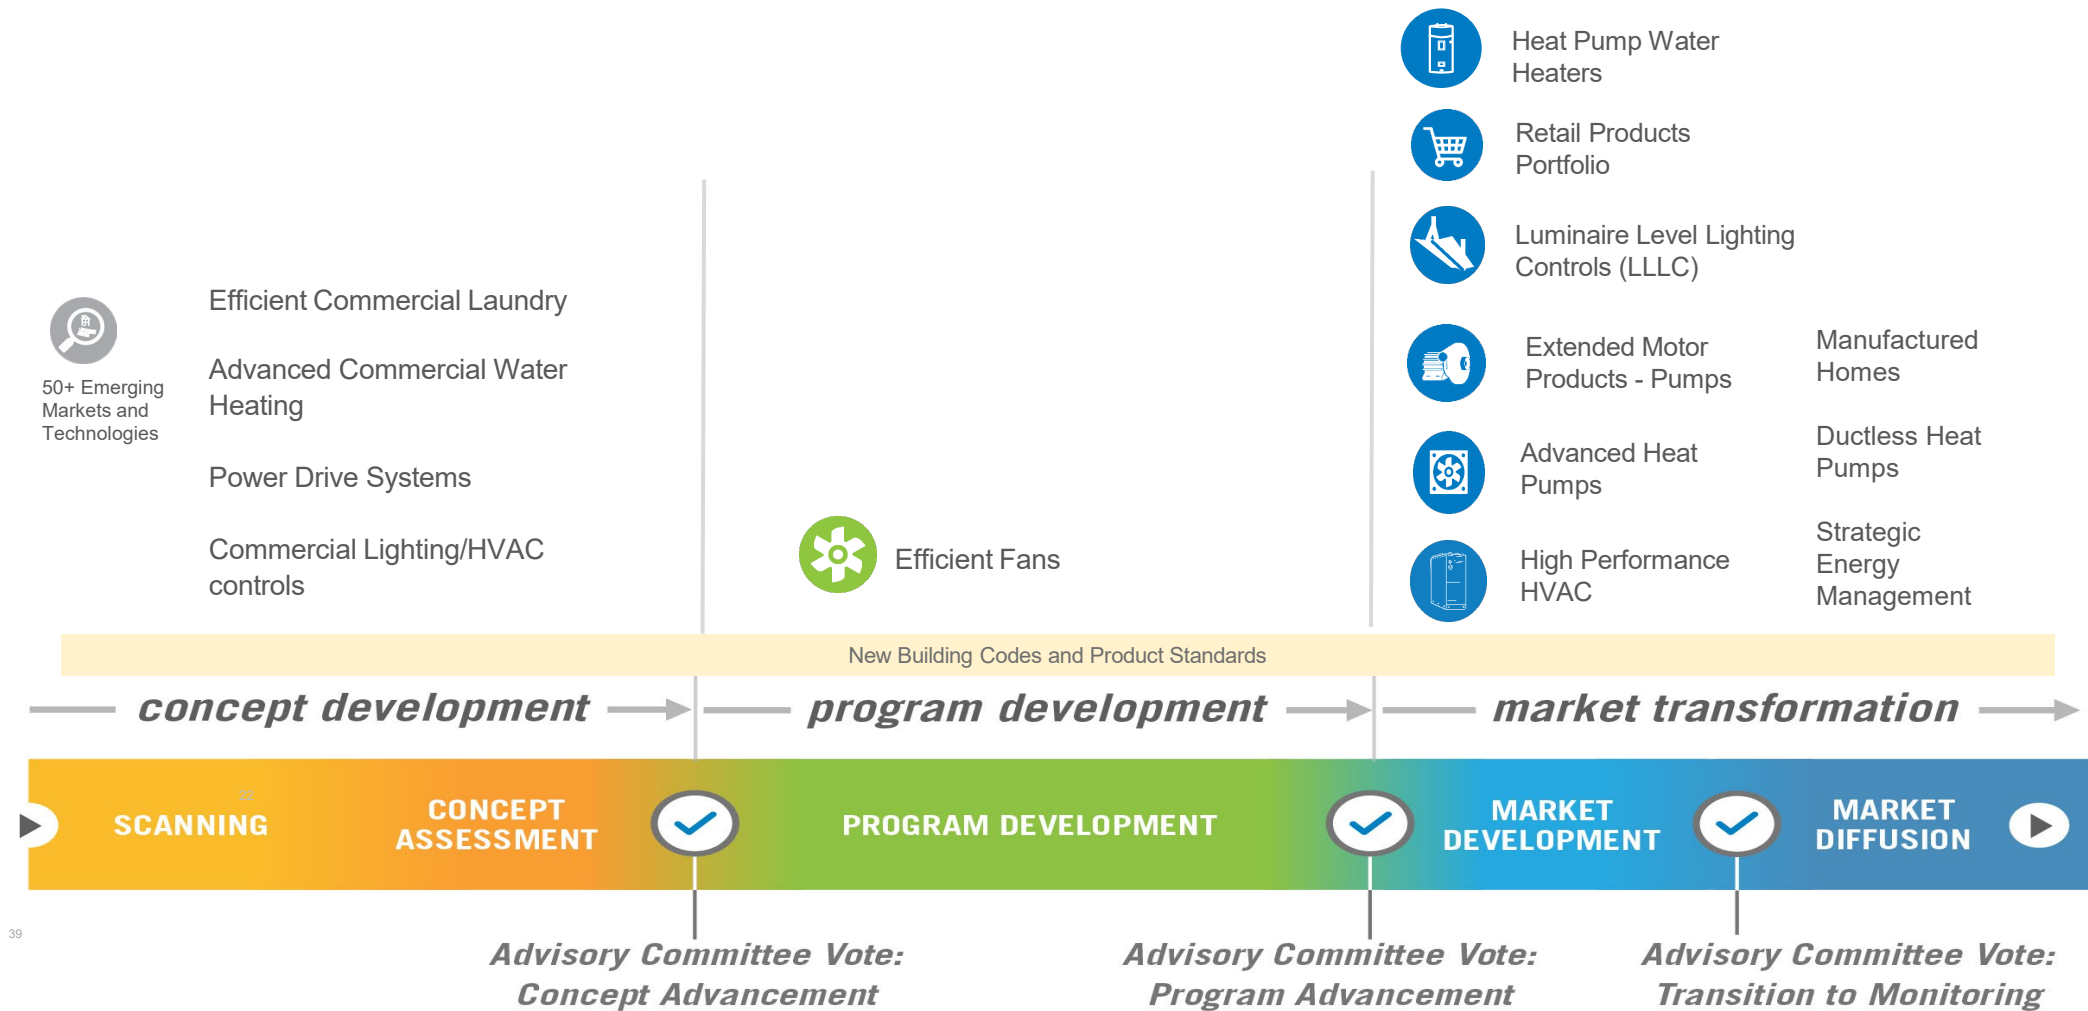 Heat Pump Water
Heaters
Retail Products
Portfolio
Luminaire Level Lighting
Controls (LLLC)
50+ Emerging
Markets and
Technologies
Efficient Commercial Laundry
Advanced Commercial Water
Heating
Power Drive Systems
Commercial Lighting/HVAC
controls
Efficient Fans
Extended Motor
Products - Pumps
Advanced Heat
Pumps
High Performance
HVAC
Manufactured
Homes
Ductless Heat
Pumps
Strategic
Energy
Management
New Building Codes and Product Standards
concept development
program development
market transformation
22
SCANNING
CONCEPT
ASSESSMENT
PROGRAM DEVELOPMENT
MARKET
DEVELOPMENT
MARKET
DIFFUSION
39
Advisory Committee Vote:
Concept Advancement
Advisory Committee Vote:
Program Advancement
Advisory Committee Vote:
Transition to Monitoring